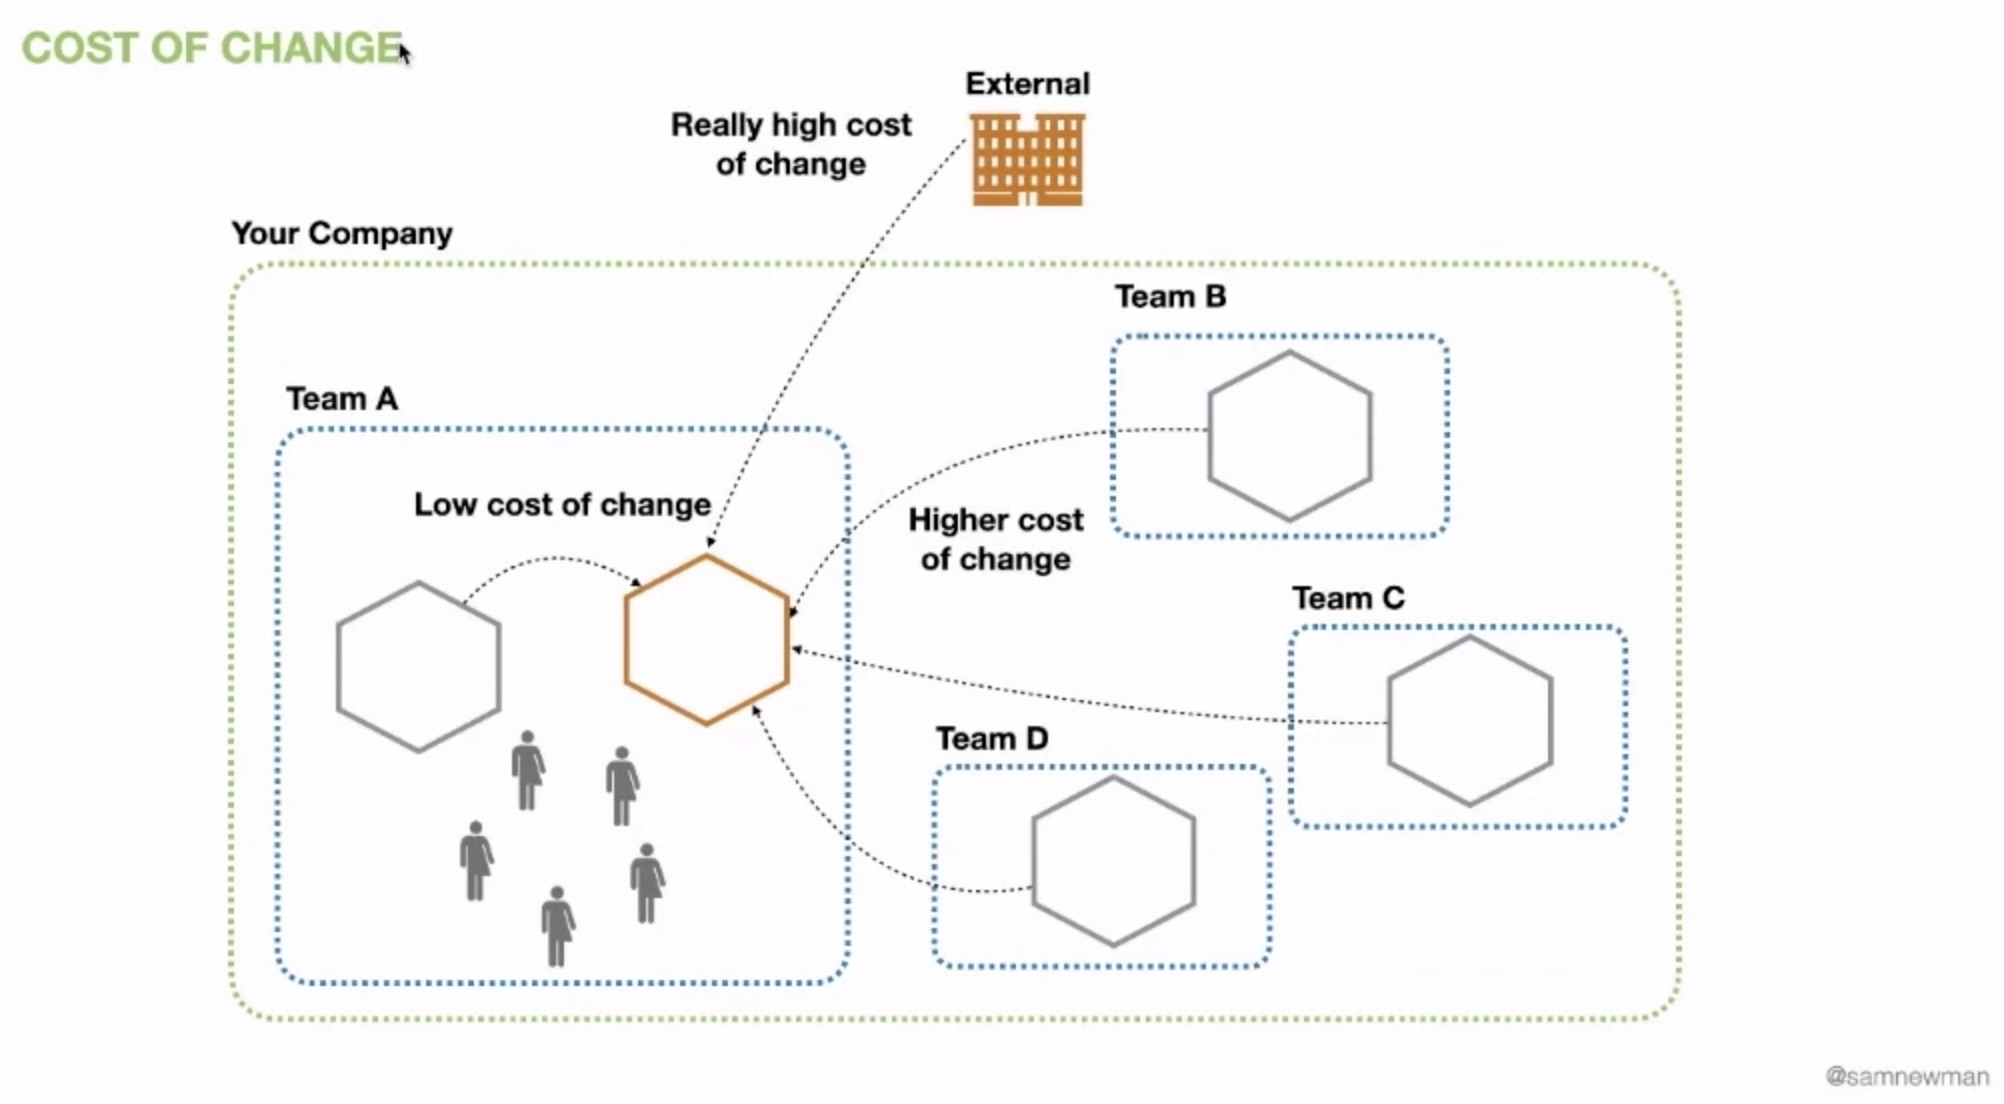 COST OF CHANGE
External
Really high cost
of change
Your Company
Team B
Team A
Low cost of change
Higher cost
of change
Team C
Team D
@samnewman